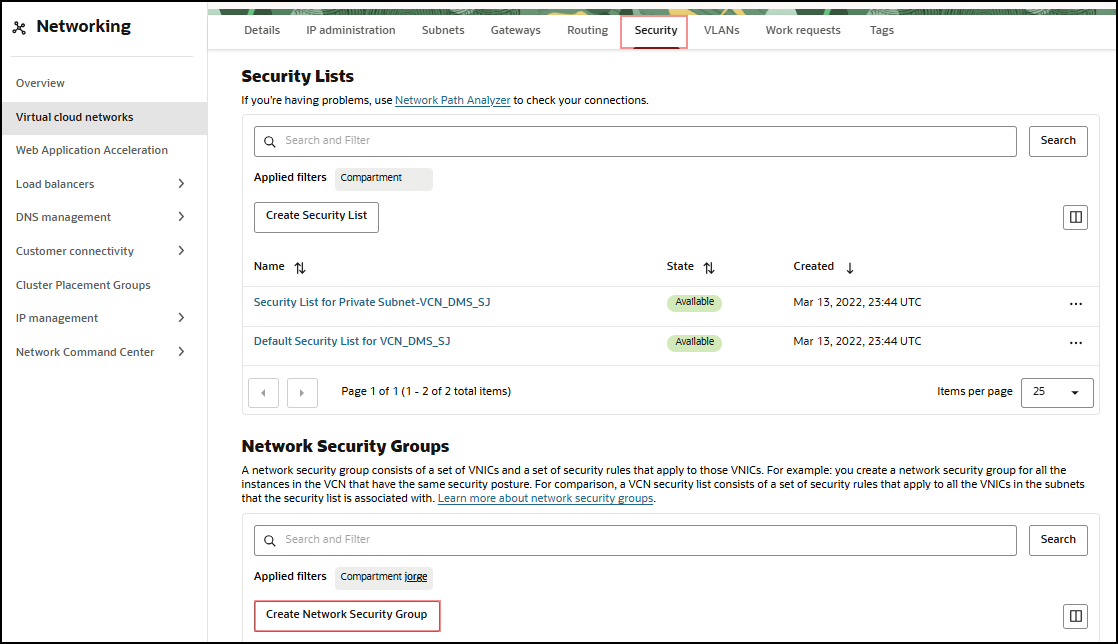 Networking
Details IP administration Subnets Gateways Routing Security VLANs Work requests Tags
Overview
Virtual cloud networks
Web Application Acceleration
Load balancers
DNS management
Customer connectivity
Cluster Placement Groups
IP management
Network Command Center
Security Lists
If you're having problems, use Network Path Analyzer to check your connections.
Search and Filter Search
Applied filters Compartment
Create Security List
Name State Created
Security List for Private Subnet-VCN_DMS_SJ Available Mar 13, 2022, 23:44 UTC
Default Security List for VCN_DMS_SJ Available Mar 13, 2022, 23:44 UTC
Page 1 of 1 (1 - 2 of 2 total items) Items per page 25
Network Security Groups
A network security group consists of a set of VNICs and a set of security rules that apply to those VNICs. For example: you create a network security group for all the
instances in the VCN that have the same security posture. For comparison, a VCN security list consists of a set of security rules that apply to all the VNICs in the subnets
that the security list is associated with. Learn more about network security groups.
Search and Filter Search
Applied filters Compartment jorge
Create Network Security Group